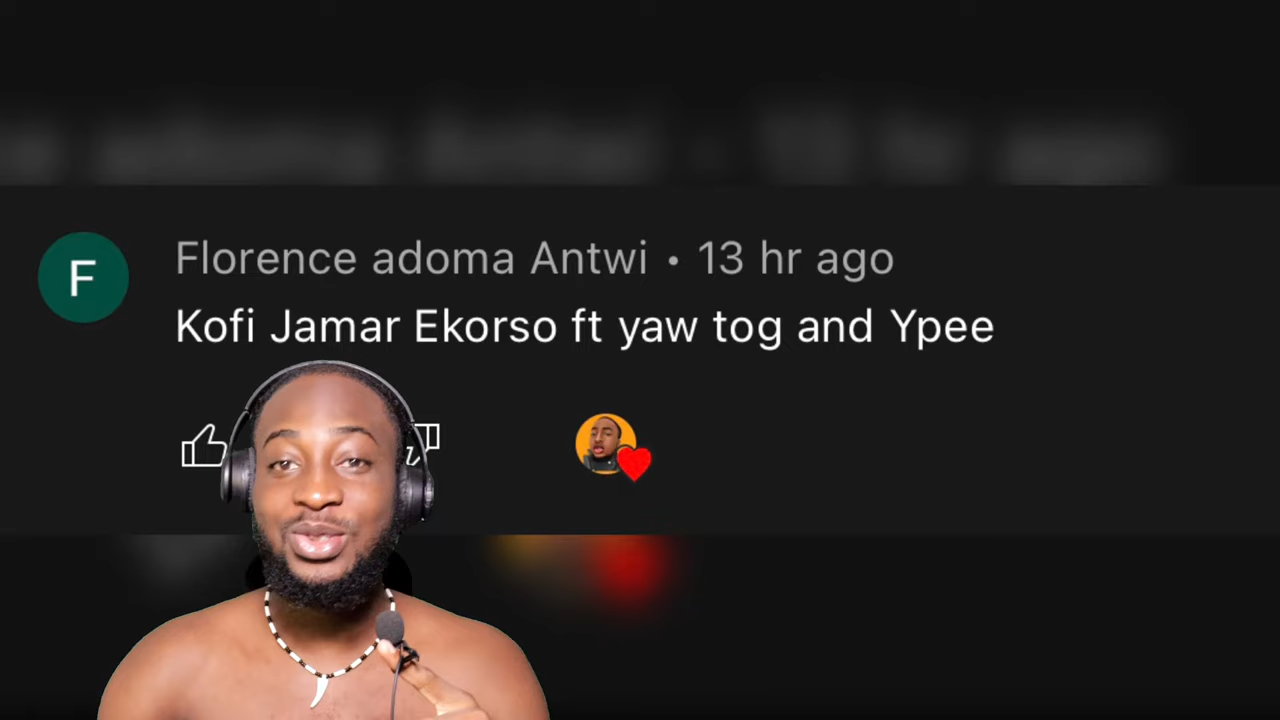 F
Florence adoma Antwi • 13 hr ago
Kofi Jamar Ekorso ft yaw tog and Ypee